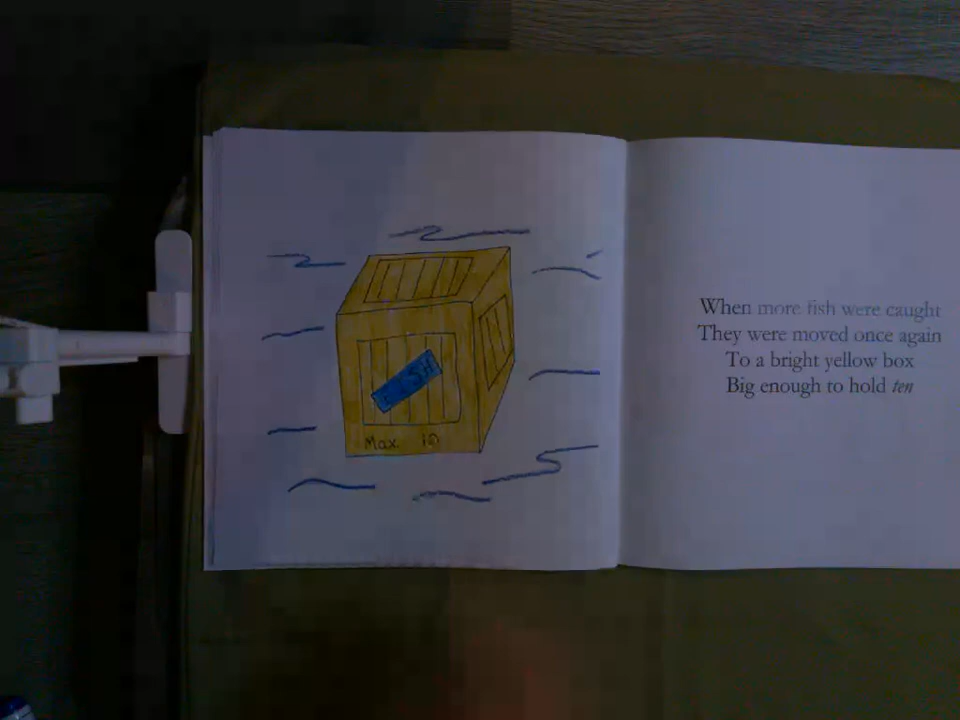 FISH
Max 10
When more fish were caught
They were moved once again
To a bright yellow box
Big enough to hold ten